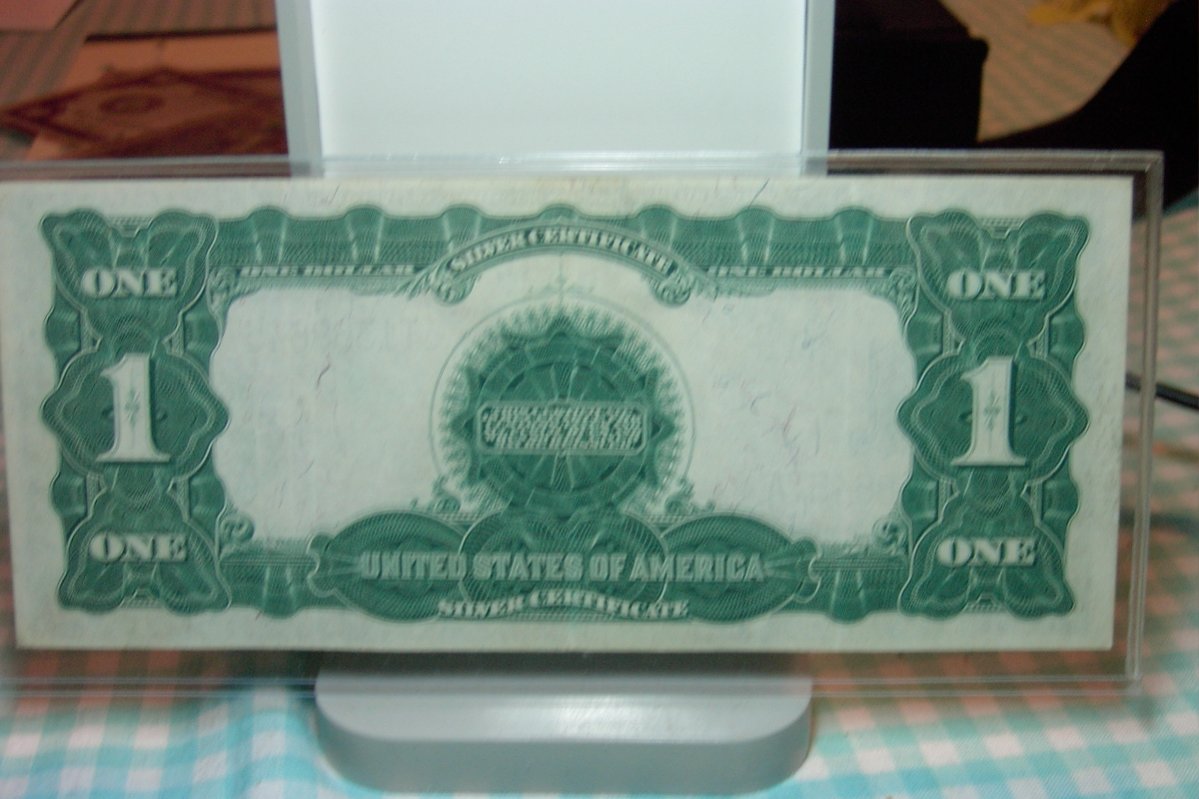 SILVER CERTIFICATE
ONE DOLLAR
ONE DOLLAR
ONE
ONE
1
1
UNITED STATES OF AMERICA
ONE
ONE
SILVER CERTIFICATE